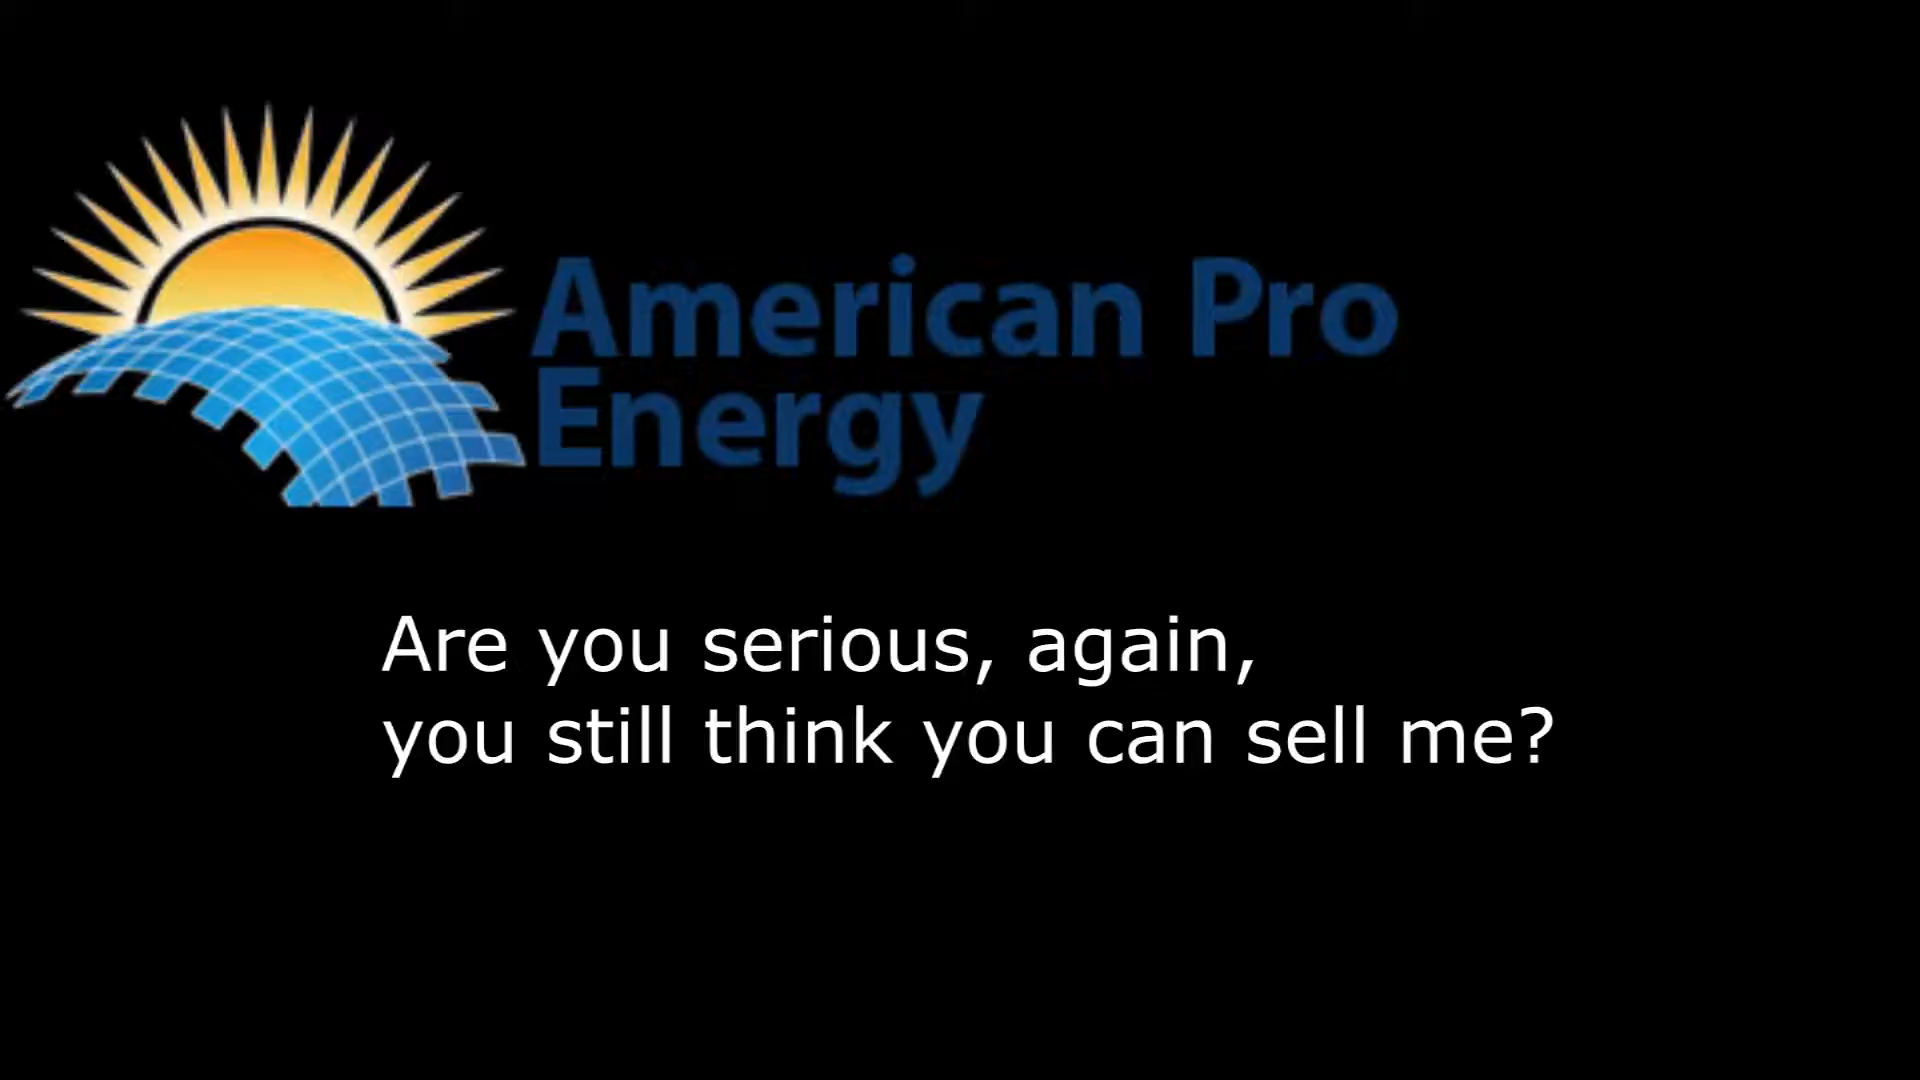 American Pro
Energy
Are you serious, again,
you still think you can sell me?